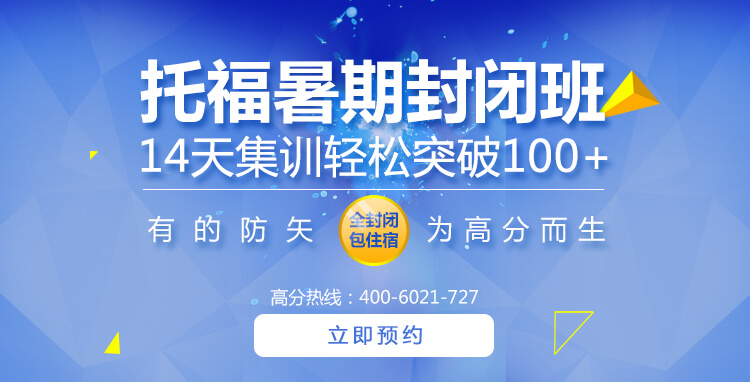 托福暑期封闭班
14天集训轻松突破100+
有的防矢
全封闭
包住宿
为高分而生
高分热线：400-6021-727
立即预约